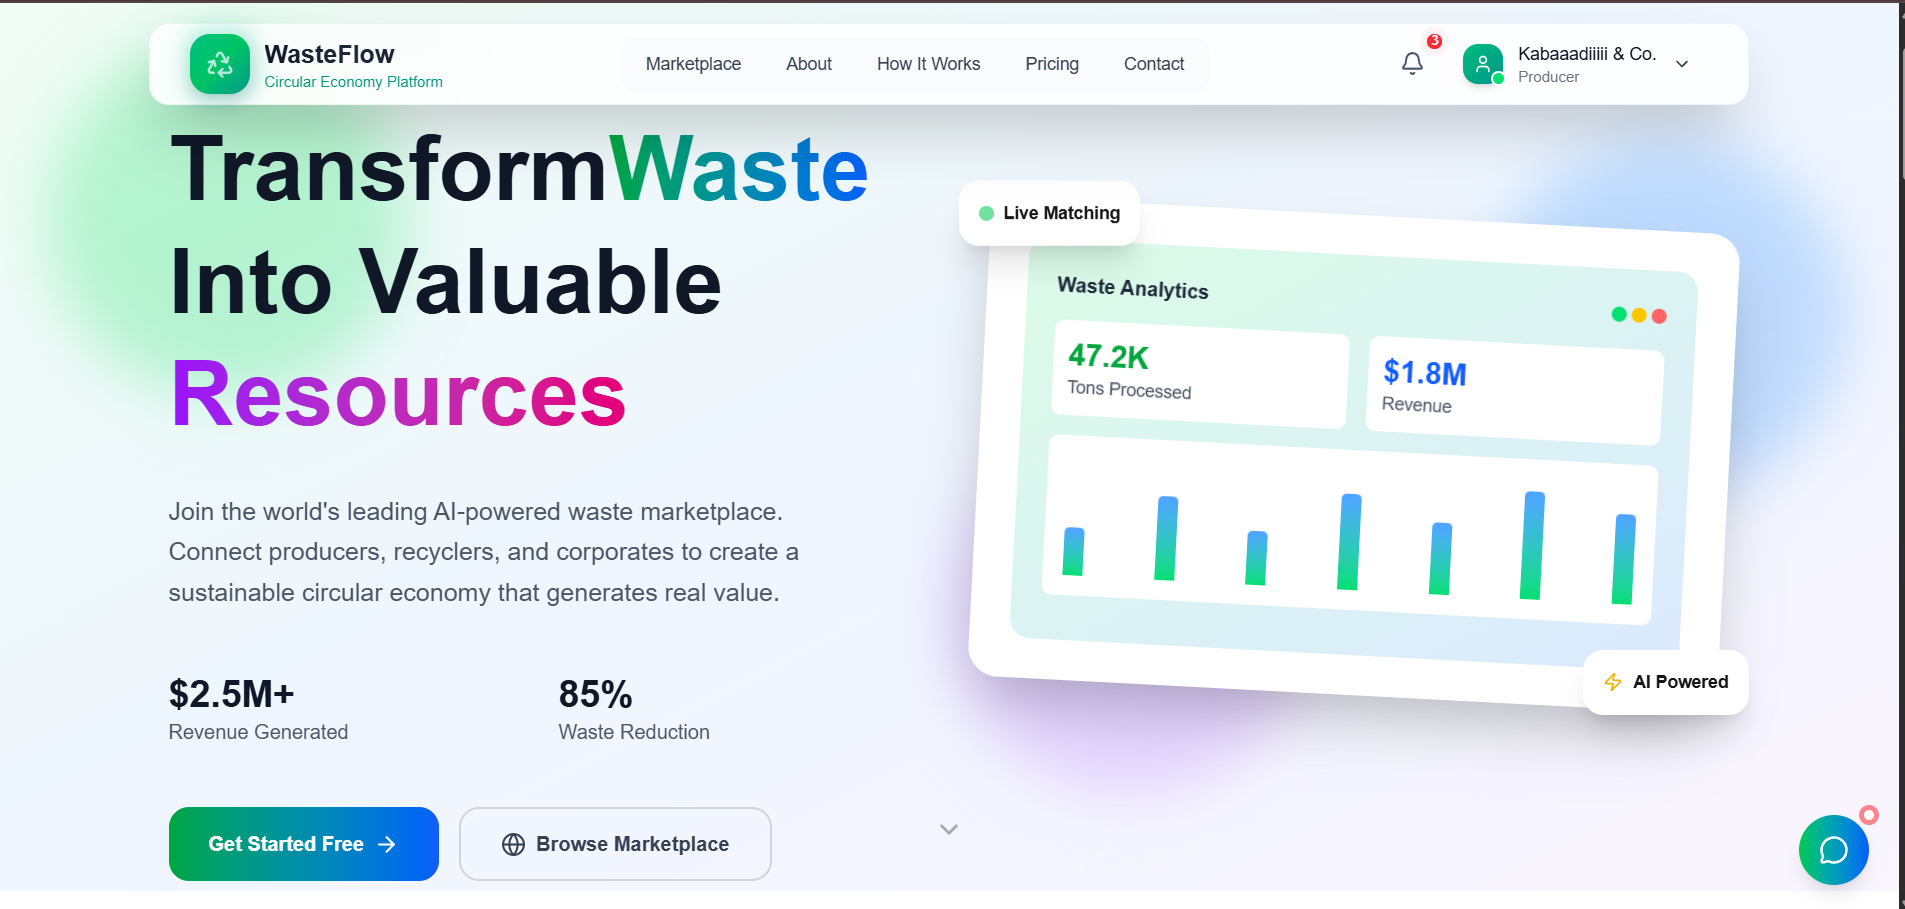 WasteFlow
Circular Economy Platform
Marketplace
About
How It Works
Pricing
Contact
3
Kabaaadiiiii & Co.
Producer
TransformWaste
Into Valuable
Resources
Join the world's leading AI-powered waste marketplace.
Connect producers, recyclers, and corporates to create a
sustainable circular economy that generates real value.
$2.5M+
Revenue Generated
85%
Waste Reduction
Get Started Free
Browse Marketplace
Live Matching
Waste Analytics
47.2K
Tons Processed
$1.8M
Revenue
AI Powered